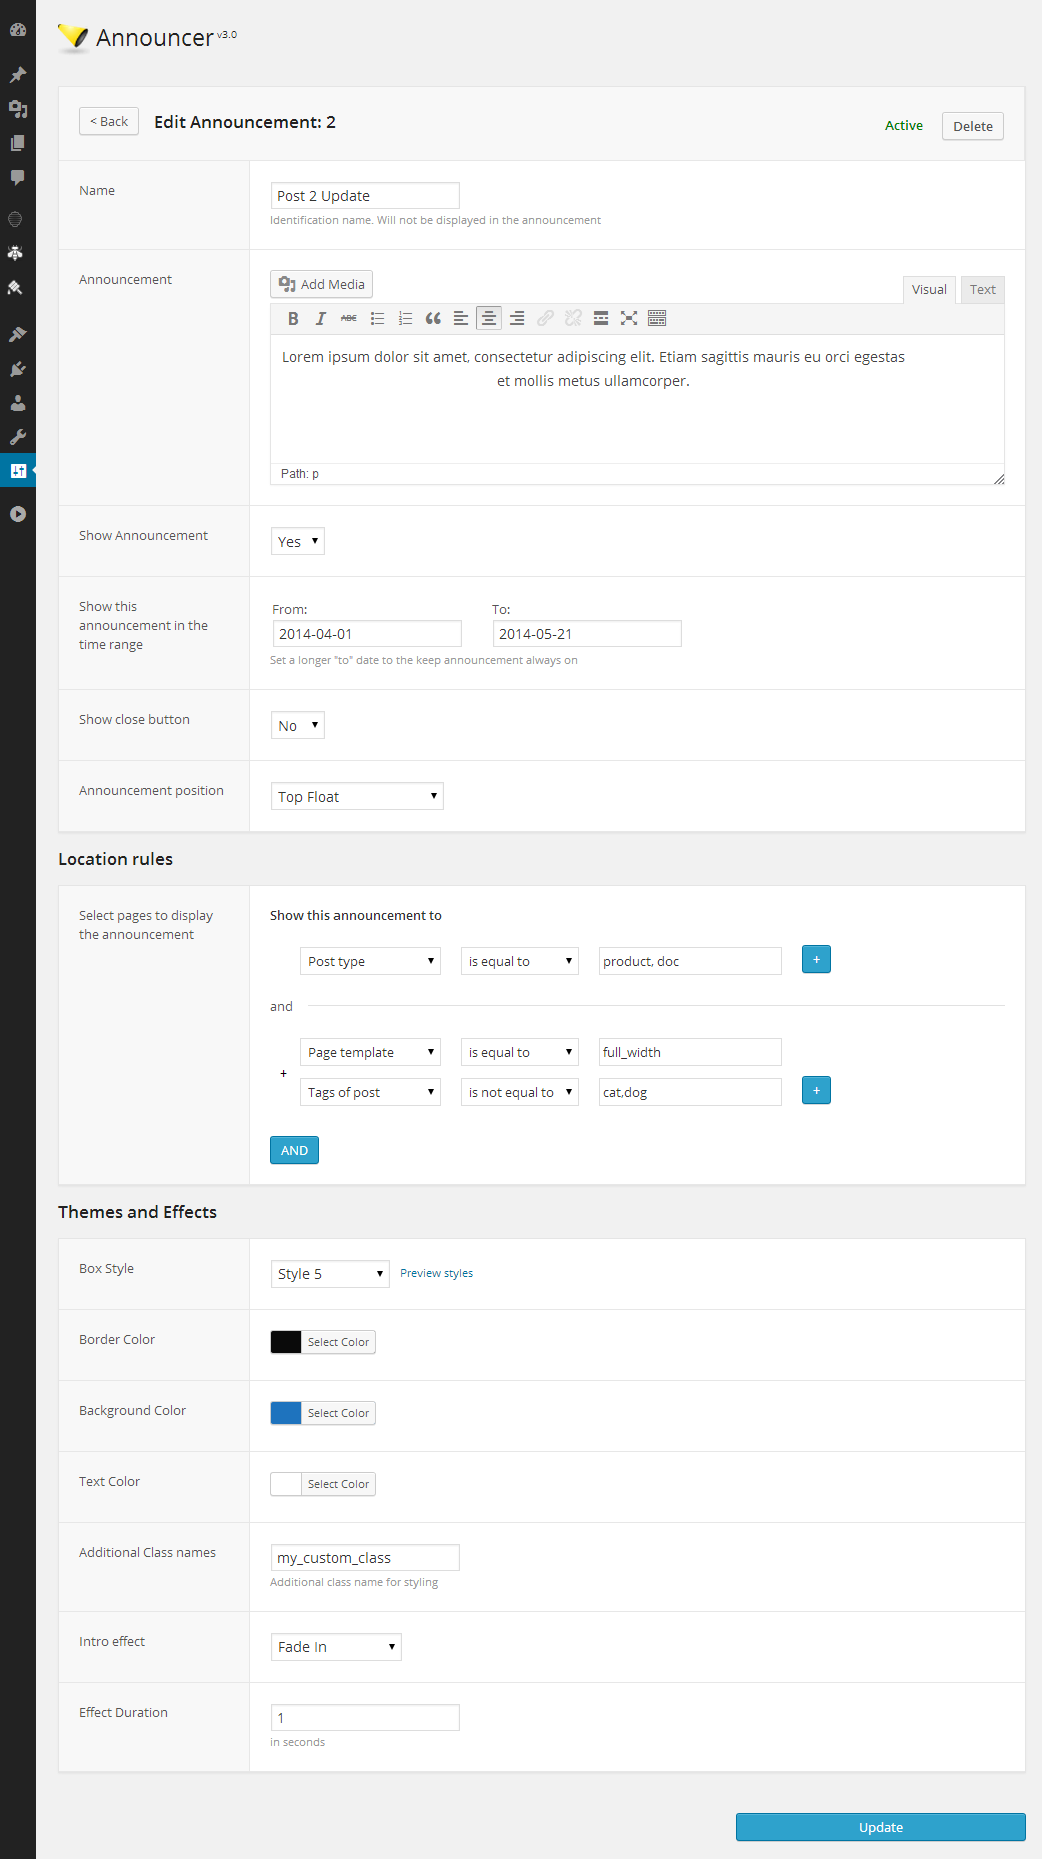 Announcer v3.0
< Back Edit Announcement: 2 Active Delete
Name
Post 2 Update
Identification name. Will not be displayed in the announcement
Announcement
Add Media Visual Text
B I ABC
Lorem ipsum dolor sit amet, consectetur adipiscing elit. Etiam sagittis mauris eu orci egestas
et mollis metus ullamcorper.
Path: p
Show Announcement
Yes
Show this
announcement in the
time range
From: To:
2014-04-01 2014-05-21
Set a longer "to" date to the keep announcement always on
Show close button
No
Announcement position
Top Float
Location rules
Select pages to display
the announcement
Show this announcement to
Post type is equal to product, doc +
and
Page template is equal to full_width
+
Tags of post is not equal to cat,dog +
AND
Themes and Effects
Box Style
Style 5 Preview styles
Border Color
Select Color
Background Color
Select Color
Text Color
Select Color
Additional Class names
my_custom_class
Additional class name for styling
Intro effect
Fade In
Effect Duration
1
in seconds
Update